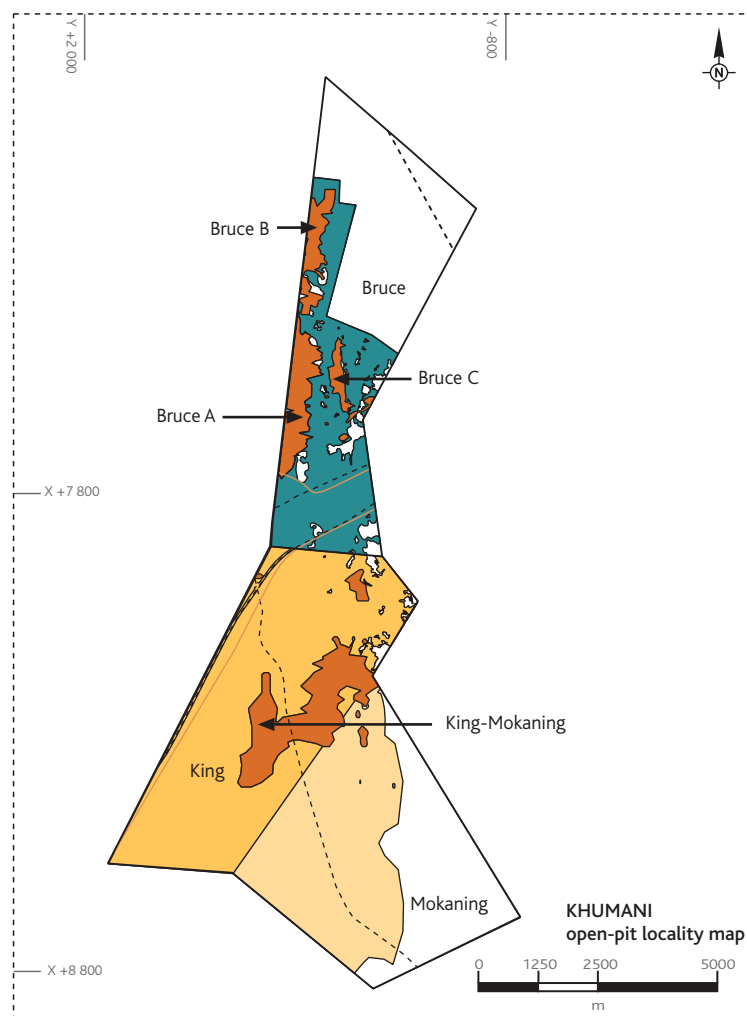 Y +2 000
Y -800
N
Bruce B
Bruce
Bruce C
Bruce A
X +7 800
King-Mokaning
King
Mokaning
KHUMANI
open-pit locality map
X +8 800
0 1250 2500 5000
m